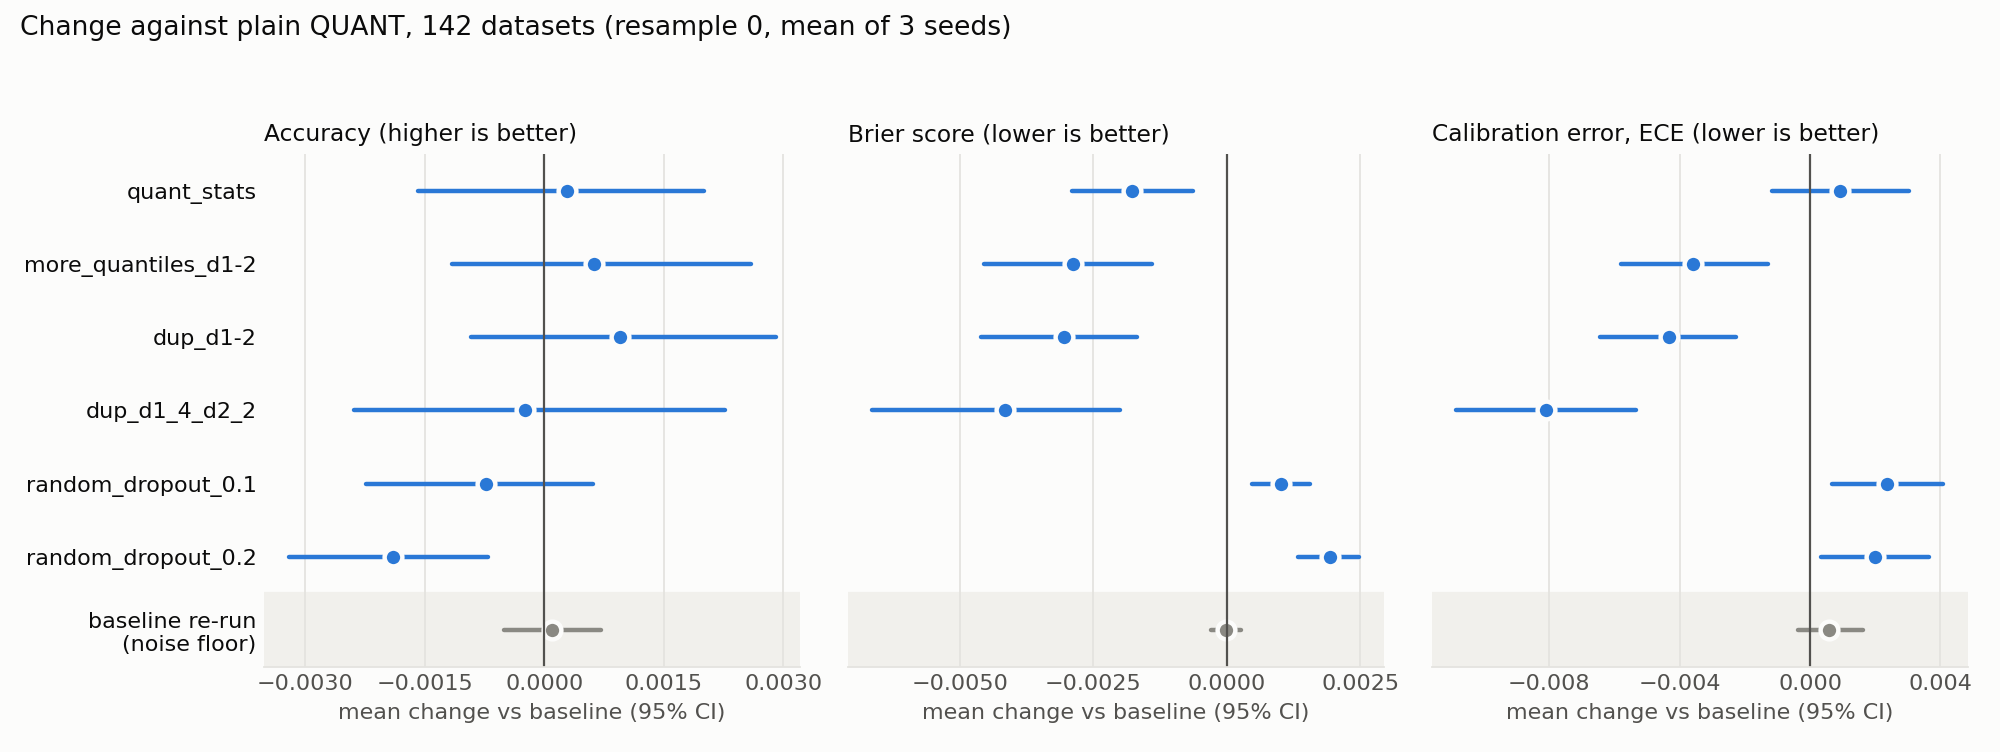 Change against plain QUANT, 142 datasets (resample 0, mean of 3 seeds)
Accuracy (higher is better)
Brier score (lower is better)
Calibration error, ECE (lower is better)
quant_stats
more_quantiles_d1-2
dup_d1-2
dup_d1_4_d2_2
random_dropout_0.1
random_dropout_0.2
baseline re-run
(noise floor)
−0.0030 −0.0015 0.0000 0.0015 0.0030
mean change vs baseline (95% CI)
−0.0050 −0.0025 0.0000 0.0025
mean change vs baseline (95% CI)
−0.008 −0.004 0.000 0.004
mean change vs baseline (95% CI)